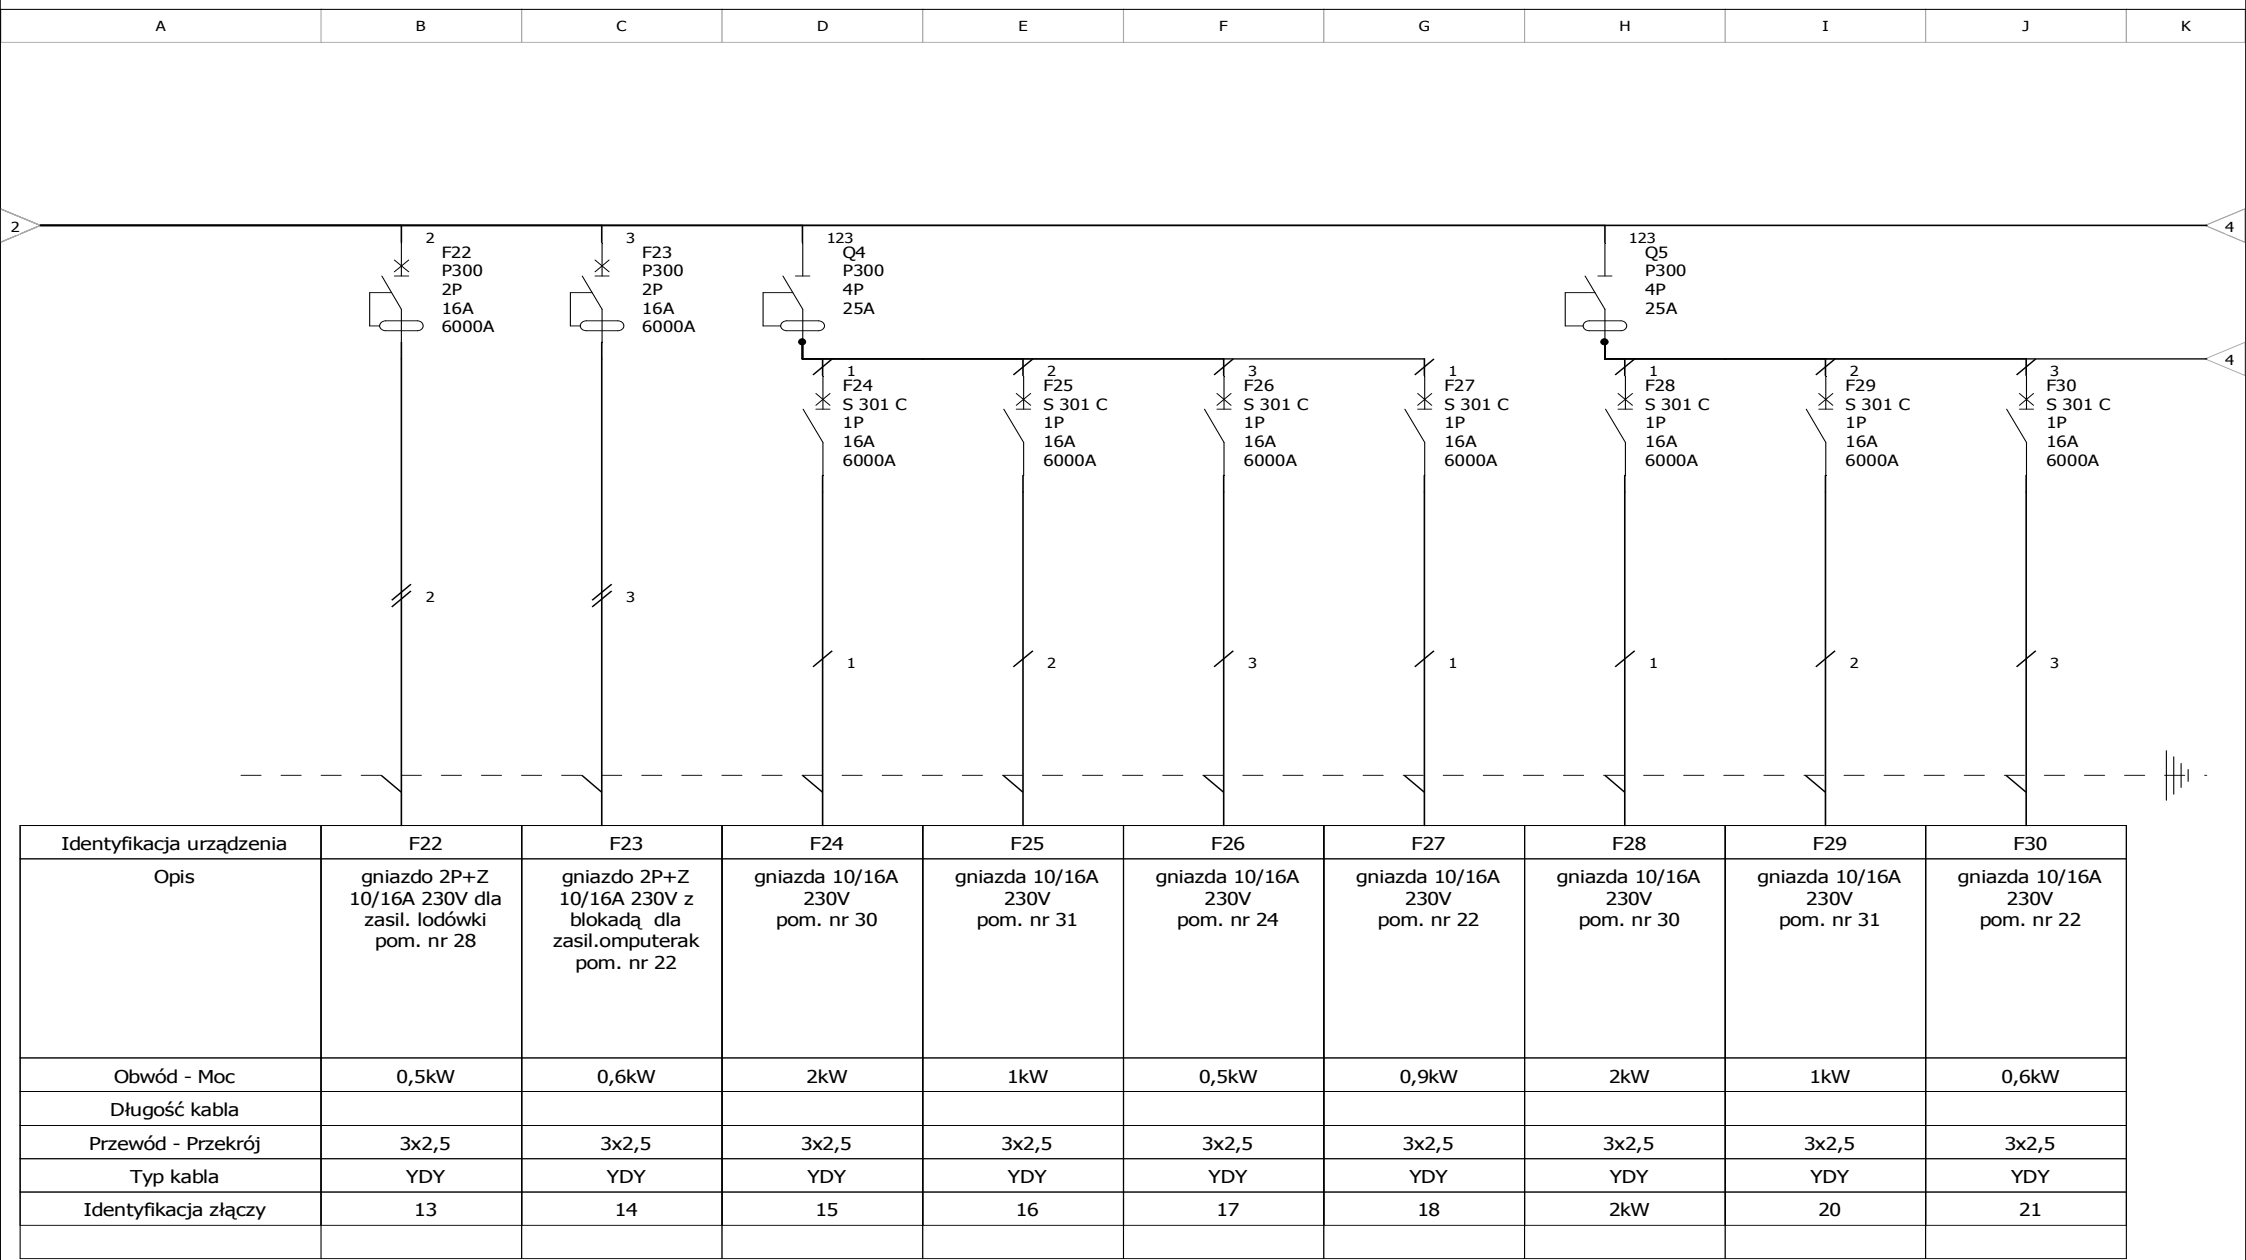 A B C D E F G H I J K
2
4
2
F22
P300
2P
16A
6000A
3
F23
P300
2P
16A
6000A
123
Q4
P300
4P
25A
123
Q5
P300
4P
25A
4
1
F24
S 301 C
1P
16A
6000A
2
F25
S 301 C
1P
16A
6000A
3
F26
S 301 C
1P
16A
6000A
1
F27
S 301 C
1P
16A
6000A
1
F28
S 301 C
1P
16A
6000A
2
F29
S 301 C
1P
16A
6000A
3
F30
S 301 C
1P
16A
6000A
2 3
1 2 3 1 1 2 3
Identyfikacja urządzenia F22 F23 F24 F25 F26 F27 F28 F29 F30
Opis
gniazdo 2P+Z
10/16A 230V dla
zasil. lodówki
pom. nr 28
gniazdo 2P+Z
10/16A 230V z
blokadą dla
zasil.omputerak
pom. nr 22
gniazda 10/16A
230V
pom. nr 30
gniazda 10/16A
230V
pom. nr 31
gniazda 10/16A
230V
pom. nr 24
gniazda 10/16A
230V
pom. nr 22
gniazda 10/16A
230V
pom. nr 30
gniazda 10/16A
230V
pom. nr 31
gniazda 10/16A
230V
pom. nr 22
Obwód - Moc 0,5kW 0,6kW 2kW 1kW 0,5kW 0,9kW 2kW 1kW 0,6kW
Długość kabla
Przewód - Przekrój 3x2,5 3x2,5 3x2,5 3x2,5 3x2,5 3x2,5 3x2,5 3x2,5 3x2,5
Typ kabla YDY YDY YDY YDY YDY YDY YDY YDY YDY
Identyfikacja złączy 13 14 15 16 17 18 2kW 20 21